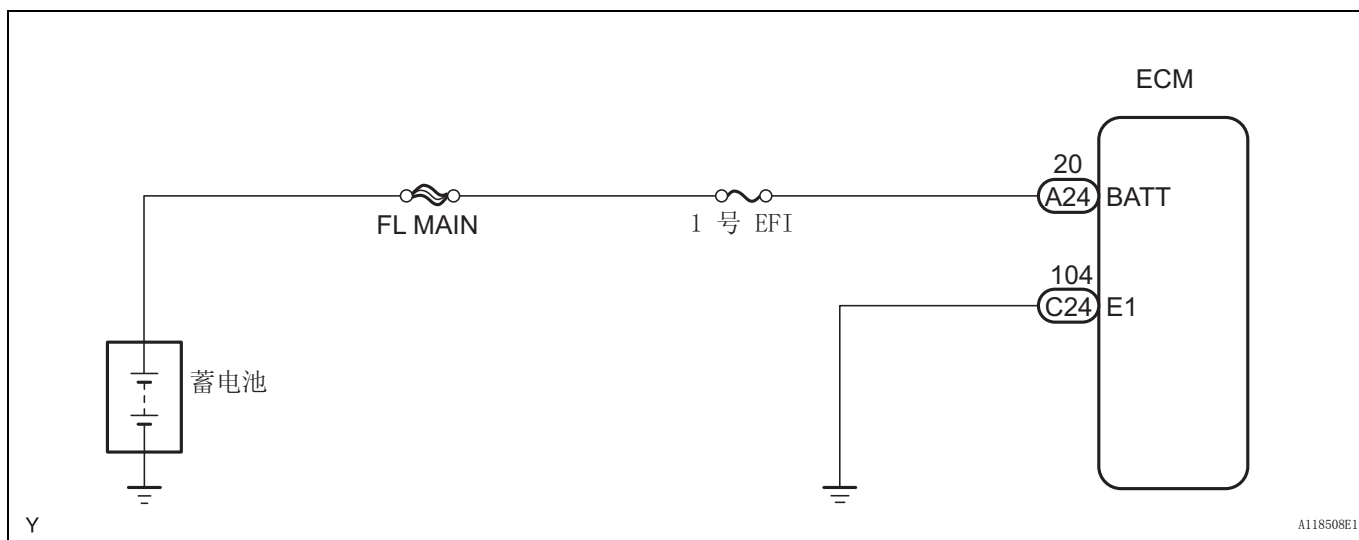 ECM
20
A24 BATT
FL MAIN
1 号 EFI
104
C24 E1
蓄电池
Y
A118508E1